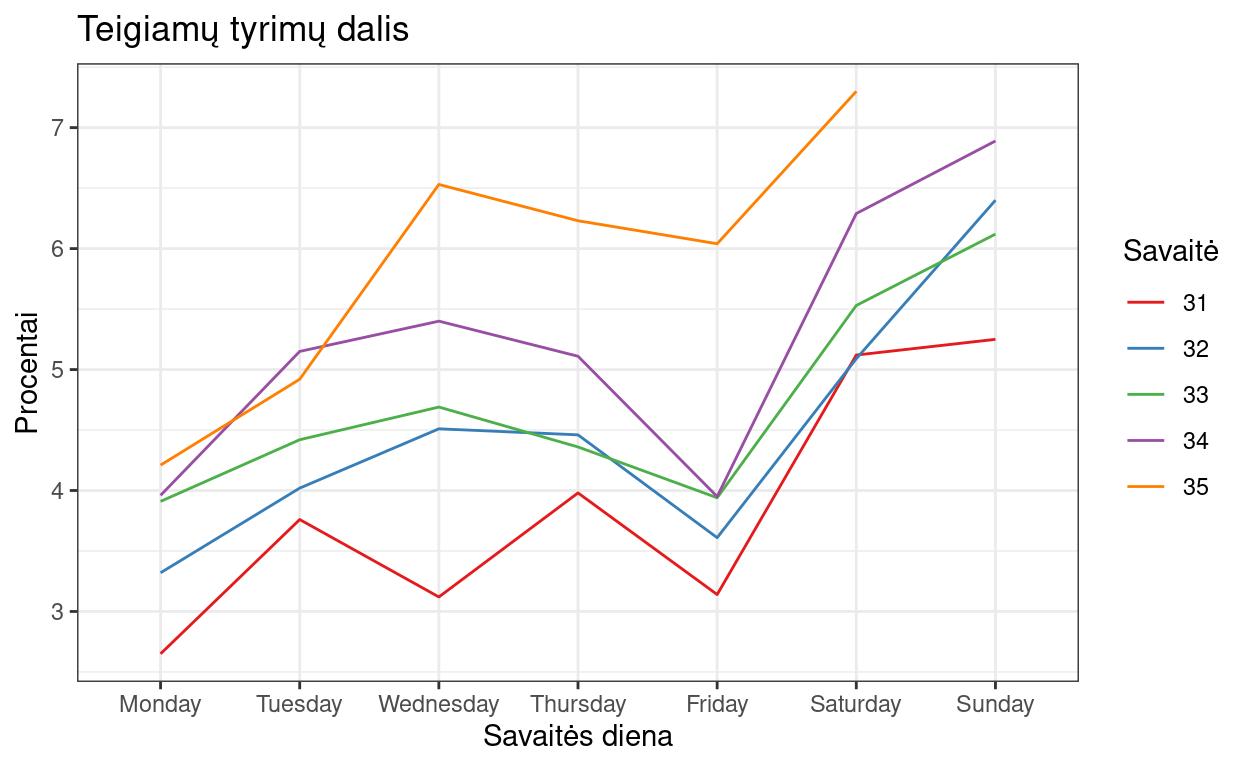 Teigiamų tyrimų dalis
Procentai
7
6
5
4
3
Monday Tuesday Wednesday Thursday Friday Saturday Sunday
Savaitės diena
Savaitė
31
32
33
34
35